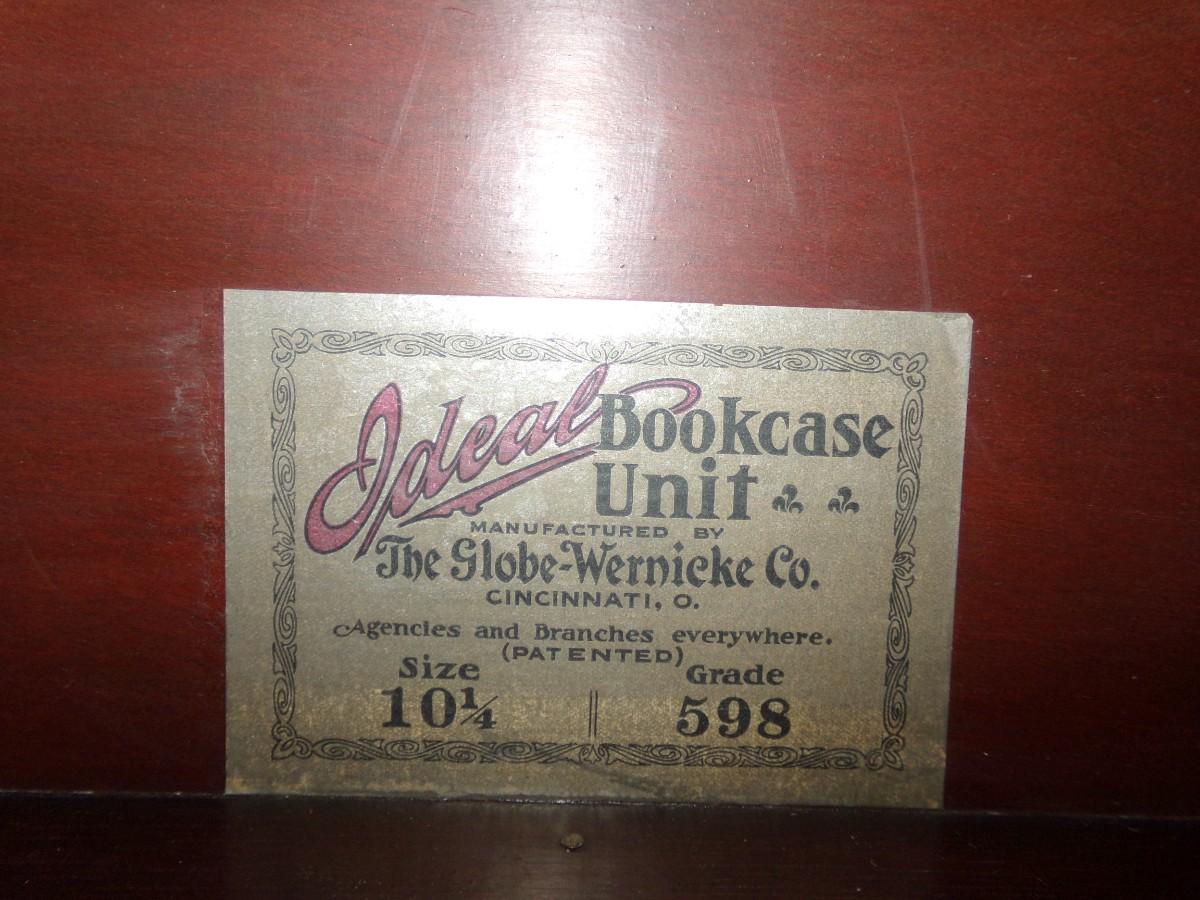 Ideal Bookcase
Unit
MANUFACTURED BY
The Globe-Wernicke Co.
CINCINNATI, O.
Agencies and Branches everywhere.
(PATENTED)
Size Grade
10¼ 598